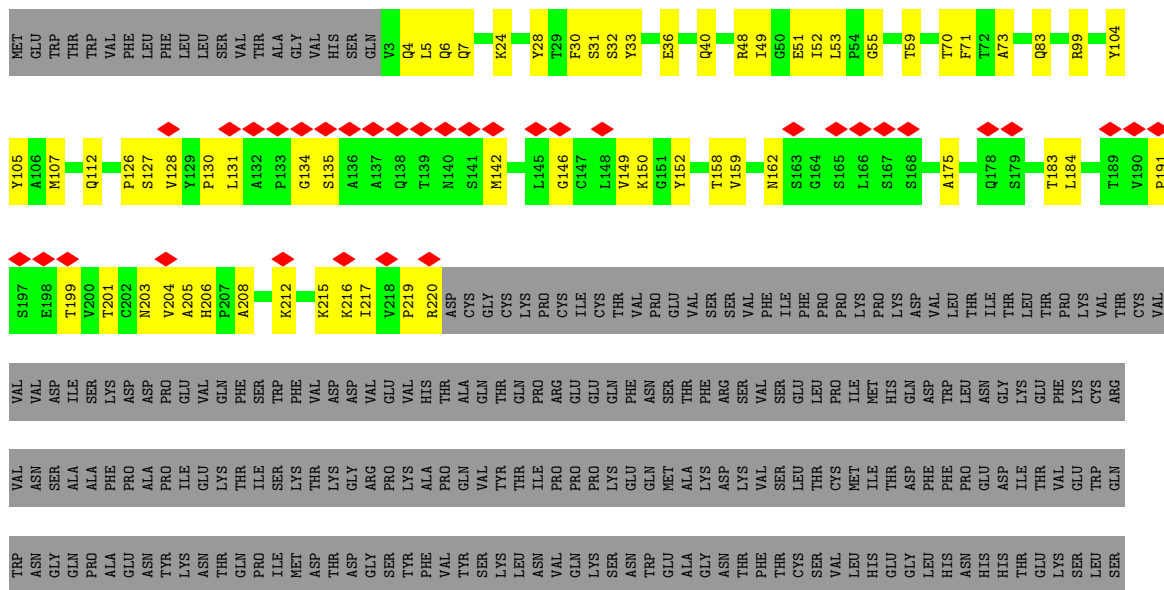 MET GLU TRP THR TRP VAL PHE LEU PHE LEU LEU SER VAL THR ALA GLY VAL HIS SER GLN V3 Q4 L5 Q6 Q7 K24 Y28 T29 F30 S31 S32 Y33 E36 Q40 R48 I49 G50 E51 I52 L53 P54 G55 T59 T70 F71 T72 A73 Q83 R99 Y104
Y105 A106 M107 Q112 P126 S127 V128 Y129 P130 L131 A132 P133 G134 S135 A136 A137 Q138 T139 N140 S141 M142 L145 G146 C147 L148 V149 K150 G151 Y152 T158 V159 N162 S163 G164 S165 L166 S167 S168 A175 Q178 S179 T183 L184 T189 V190 P191
S197 E198 T199 V200 T201 C202 N203 V204 A205 H206 P207 A208 K212 K215 K216 I217 V218 P219 R220 ASP CYS GLY CYS LYS PRO CYS ILE CYS THR VAL PRO GLU VAL SER SER VAL PHE ILE PHE PRO PRO LYS PRO LYS ASP VAL LEU THR ILE THR LEU THR PRO LYS VAL THR CYS VAL
VAL VAL ASP ILE SER LYS ASP ASP PRO GLU VAL GLN PHE SER TRP PHE VAL ASP ASP VAL GLU VAL HIS THR ALA GLN THR GLN PRO ARG GLU GLU GLN PHE ASN SER THR PHE ARG SER VAL SER GLU LEU PRO ILE MET HIS GLN ASP TRP LEU ASN GLY LYS GLU PHE LYS CYS ARG
VAL ASN SER ALA ALA PHE PRO ALA PRO ILE GLU LYS THR ILE SER LYS THR LYS GLY ARG PRO LYS ALA PRO GLN VAL TYR THR ILE PRO PRO PRO LYS GLU GLN MET ALA LYS ASP LYS VAL SER LEU THR CYS MET ILE THR ASP PHE PHE PRO GLU ASP ILE THR VAL GLU TRP GLN
TRP ASN GLY GLN PRO ALA GLU ASN TYR LYS ASN THR GLN PRO ILE MET ASP THR ASP GLY SER TYR PHE VAL TYR SER LYS LEU ASN VAL GLN LYS SER ASN TRP GLU ALA GLY ASN THR PHE THR CYS SER VAL LEU HIS GLU GLY LEU HIS ASN HIS HIS THR GLU LYS SER LEU SER